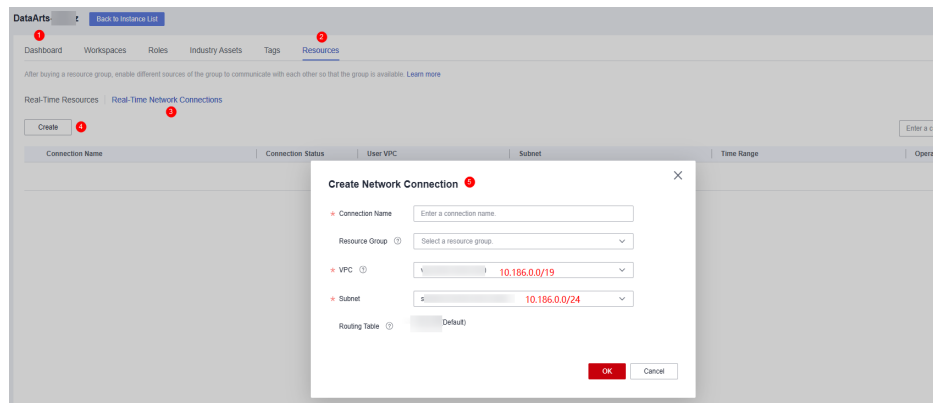 DataArts- Back to Instance List
1 2
Dashboard Workspaces Roles Industry Assets Tags Resources
After buying a resource group, enable different sources of the group to communicate with each other so that the group is available. Learn more
Real-Time Resources Real-Time Network Connections
3
Create 4 Enter a c
Connection Name Connection Status User VPC Subnet Time Range Opera
Create Network Connection 5
* Connection Name Enter a connection name.
Resource Group ? Select a resource group.
* VPC ? 10.186.0.0/19
* Subnet s 10.186.0.0/24
Routing Table ? Default)
OK Cancel